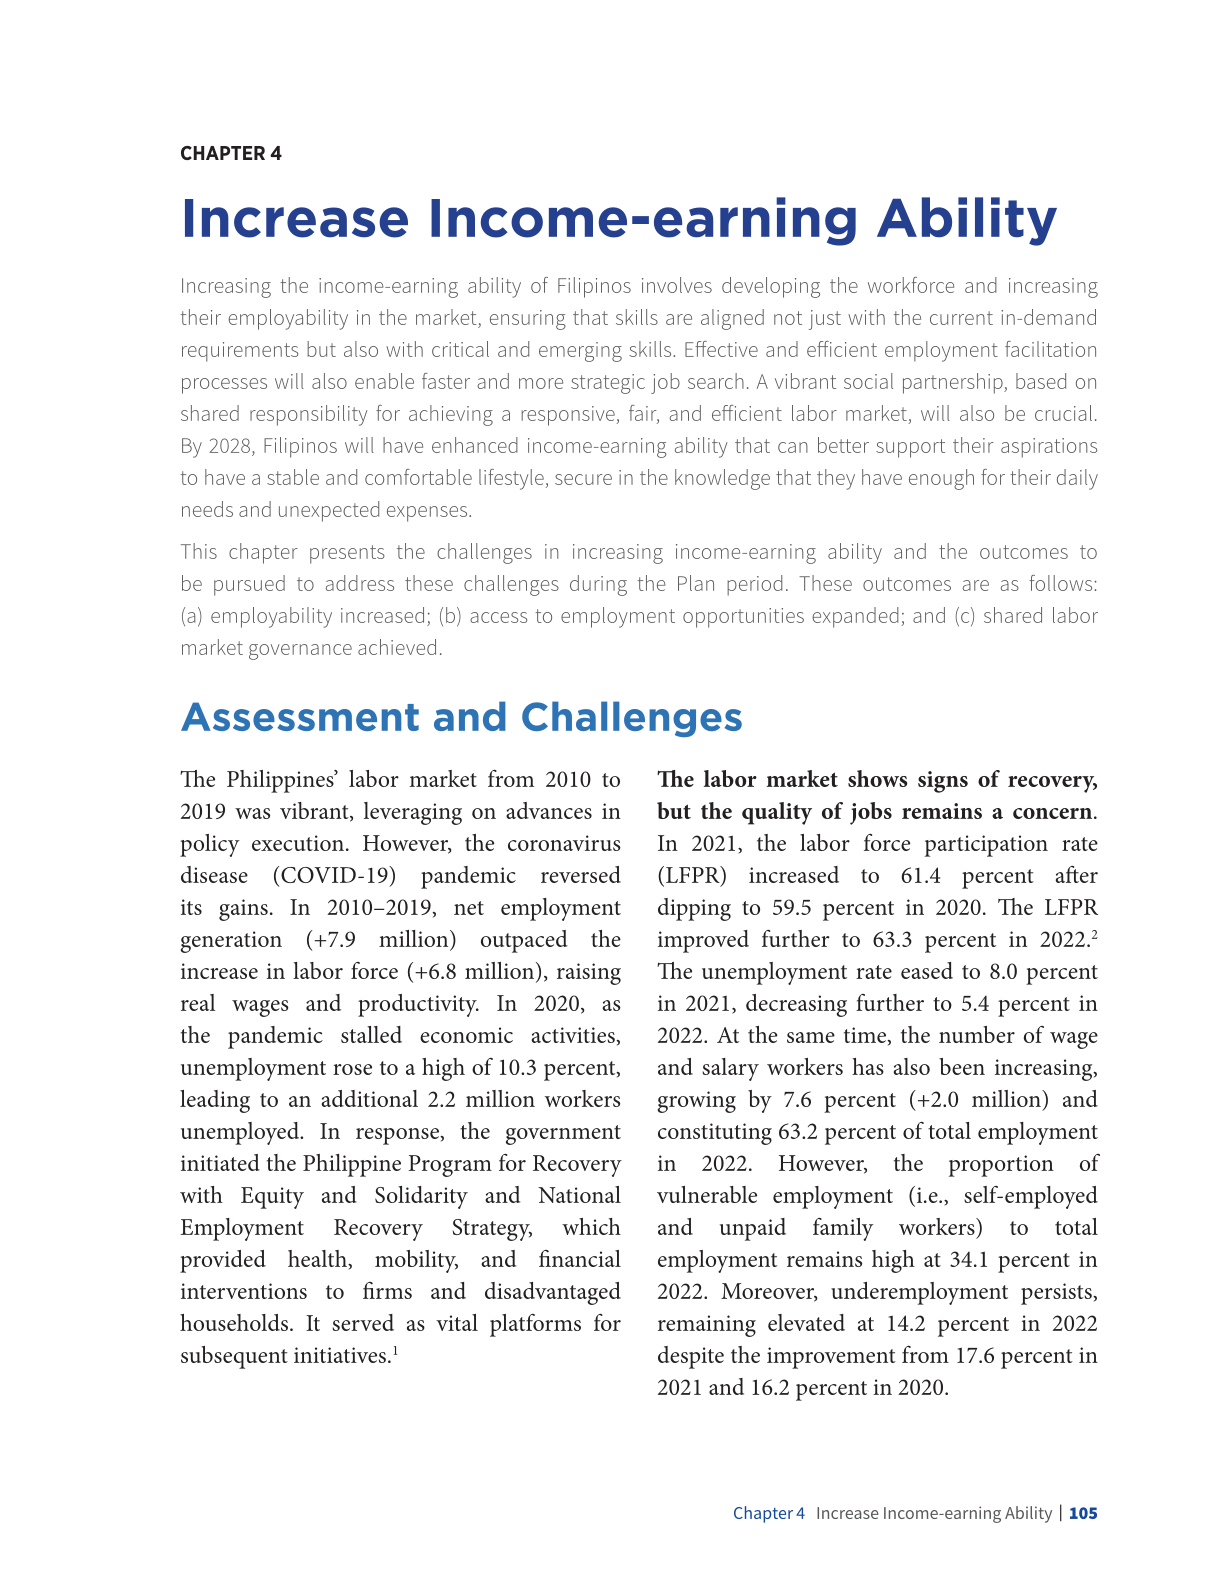 CHAPTER 4
Increase Income-earning Ability
Increasing the income-earning ability of Filipinos involves developing the workforce and increasing
their employability in the market, ensuring that skills are aligned not just with the current in-demand
requirements but also with critical and emerging skills. Effective and efficient employment facilitation
processes will also enable faster and more strategic job search. A vibrant social partnership, based on
shared responsibility for achieving a responsive, fair, and efficient labor market, will also be crucial.
By 2028, Filipinos will have enhanced income-earning ability that can better support their aspirations
to have a stable and comfortable lifestyle, secure in the knowledge that they have enough for their daily
needs and unexpected expenses.
This chapter presents the challenges in increasing income-earning ability and the outcomes to
be pursued to address these challenges during the Plan period. These outcomes are as follows:
(a) employability increased; (b) access to employment opportunities expanded; and (c) shared labor
market governance achieved.
Assessment and Challenges
The Philippines’ labor market from 2010 to
2019 was vibrant, leveraging on advances in
policy execution. However, the coronavirus
disease (COVID-19) pandemic reversed
its gains. In 2010–2019, net employment
generation (+7.9 million) outpaced the
increase in labor force (+6.8 million), raising
real wages and productivity. In 2020, as
the pandemic stalled economic activities,
unemployment rose to a high of 10.3 percent,
leading to an additional 2.2 million workers
unemployed. In response, the government
initiated the Philippine Program for Recovery
with Equity and Solidarity and National
Employment Recovery Strategy, which
provided health, mobility, and financial
interventions to firms and disadvantaged
households. It served as vital platforms for
subsequent initiatives.1
The labor market shows signs of recovery,
but the quality of jobs remains a concern.
In 2021, the labor force participation rate
(LFPR) increased to 61.4 percent after
dipping to 59.5 percent in 2020. The LFPR
improved further to 63.3 percent in 2022.2
The unemployment rate eased to 8.0 percent
in 2021, decreasing further to 5.4 percent in
2022. At the same time, the number of wage
and salary workers has also been increasing,
growing by 7.6 percent (+2.0 million) and
constituting 63.2 percent of total employment
in 2022. However, the proportion of
vulnerable employment (i.e., self-employed
and unpaid family workers) to total
employment remains high at 34.1 percent in
2022. Moreover, underemployment persists,
remaining elevated at 14.2 percent in 2022
despite the improvement from 17.6 percent in
2021 and 16.2 percent in 2020.
Chapter 4 Increase Income-earning Ability | 105